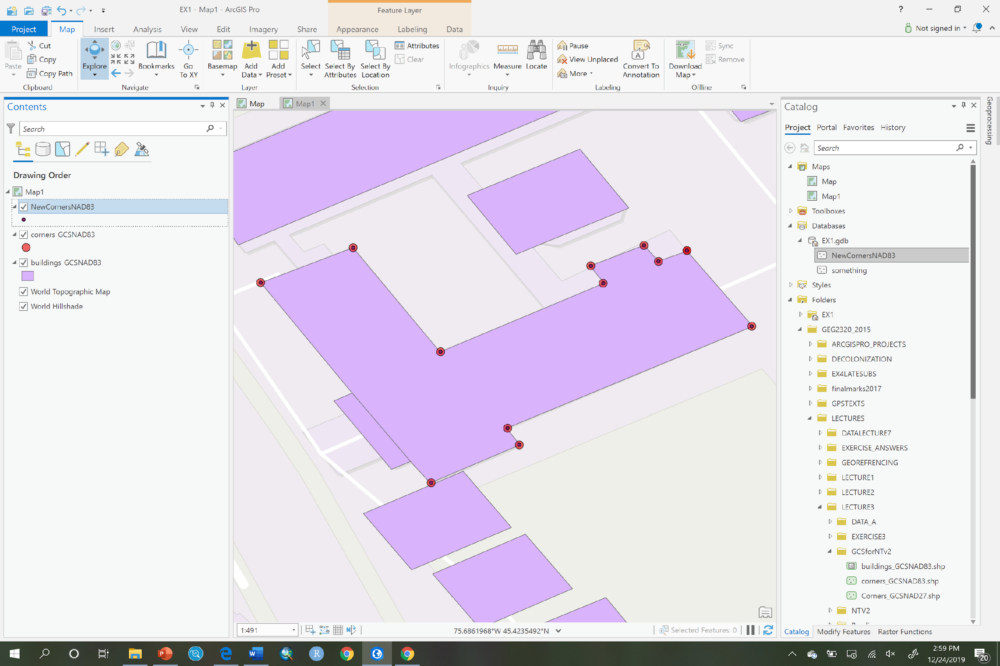 EX1 - Map1 - ArcGIS Pro
Feature Layer
?
Project Map Insert Analysis View Edit Imagery Share Appearance Labeling Data
Not signed in
Paste
Cut
Copy
Copy Path
Clipboard
Explore
Bookmarks
Go To XY
Navigate
Basemap
Add Data
Add Preset
Layer
Select
Select By Attributes
Select By Location
Attributes
Clear
Selection
Infographics
Measure
Locate
Inquiry
Pause
View Unplaced
More
Convert To Annotation
Labeling
Download Map
Sync
Remove
Offline
Contents
Search
Drawing Order
Map1
NewCornersNAD83
corners GCSNAD83
buildings GCSNAD83
World Topographic Map
World Hillshade
Map
Map1
1:491
75.6861968°W 45.4235492°N
Selected Features: 0
Catalog
Project Portal Favorites History
Search
Maps
Map
Map1
Toolboxes
Databases
EX1.gdb
NewCornersNAD83
something
Styles
Folders
EX1
GEG2320_2015
ARCGISPRO_PROJECTS
DECOLONIZATION
EX4LATESUBS
finalmarks2017
GPSTEXTS
LECTURES
DATALECTURE7
EXERCISE_ANSWERS
GEOREFRENCING
LECTURE1
LECTURE2
LECTURE3
DATA_A
EXERCISE3
GCSforNTv2
buildings_GCSNAD83.shp
corners_GCSNAD83.shp
Corners_GCSNAD27.shp
NTV2
Catalog Modify Features Raster Functions
Geoprocessing
2:59 PM
12/24/2019
20